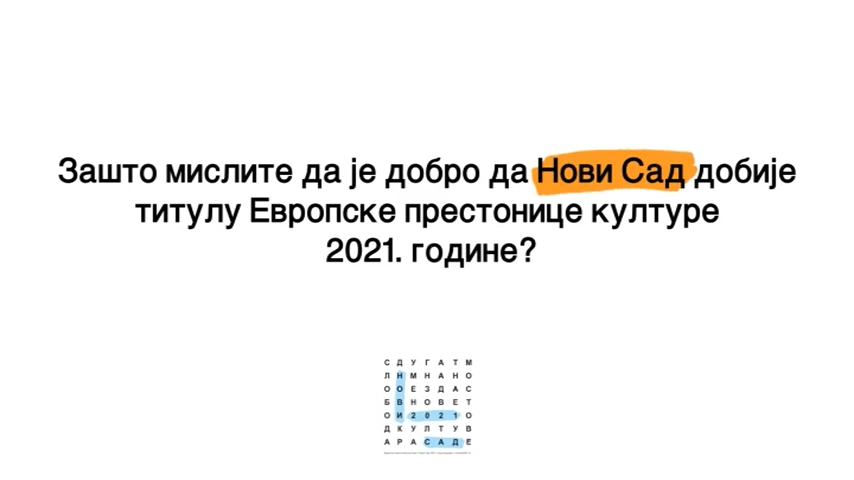 Зашто мислите да је добро да Нови Сад добије
титулу Европске престонице културе
2021. године?
С Д У Г А Т М
Л Н М Н А Н О
О О Е З Д А С
Б В Н О В Е Т
О И 2 0 2 1 О
Д К У Л Т У В
А Р А С А Д Е